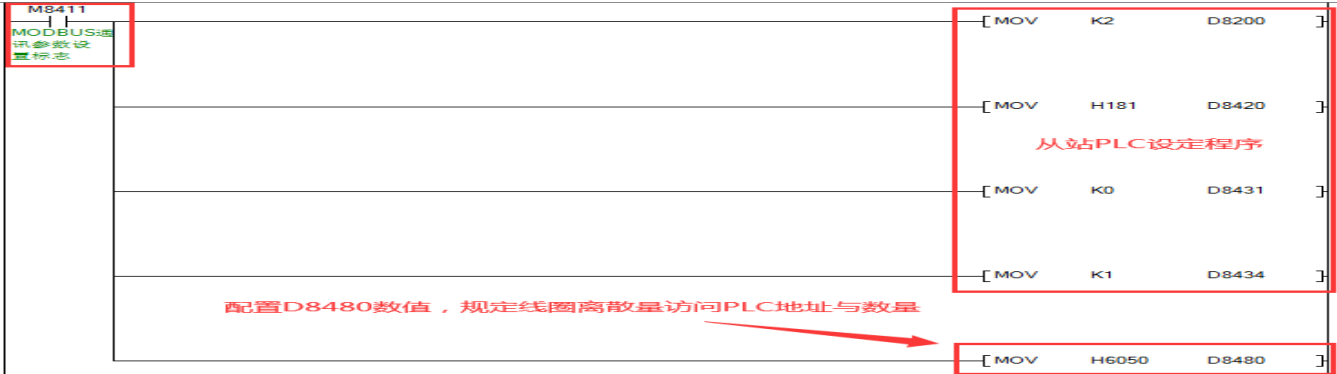 M8411
MODBUS通
讯参数设
置标志
[ MOV K2 D8200 ]
[ MOV H181 D8420 ]
从站PLC设定程序
[ MOV K0 D8431 ]
[ MOV K1 D8434 ]
配置D8480数值，规定线圈离散量访问PLC地址与数量
[ MOV H6050 D8480 ]